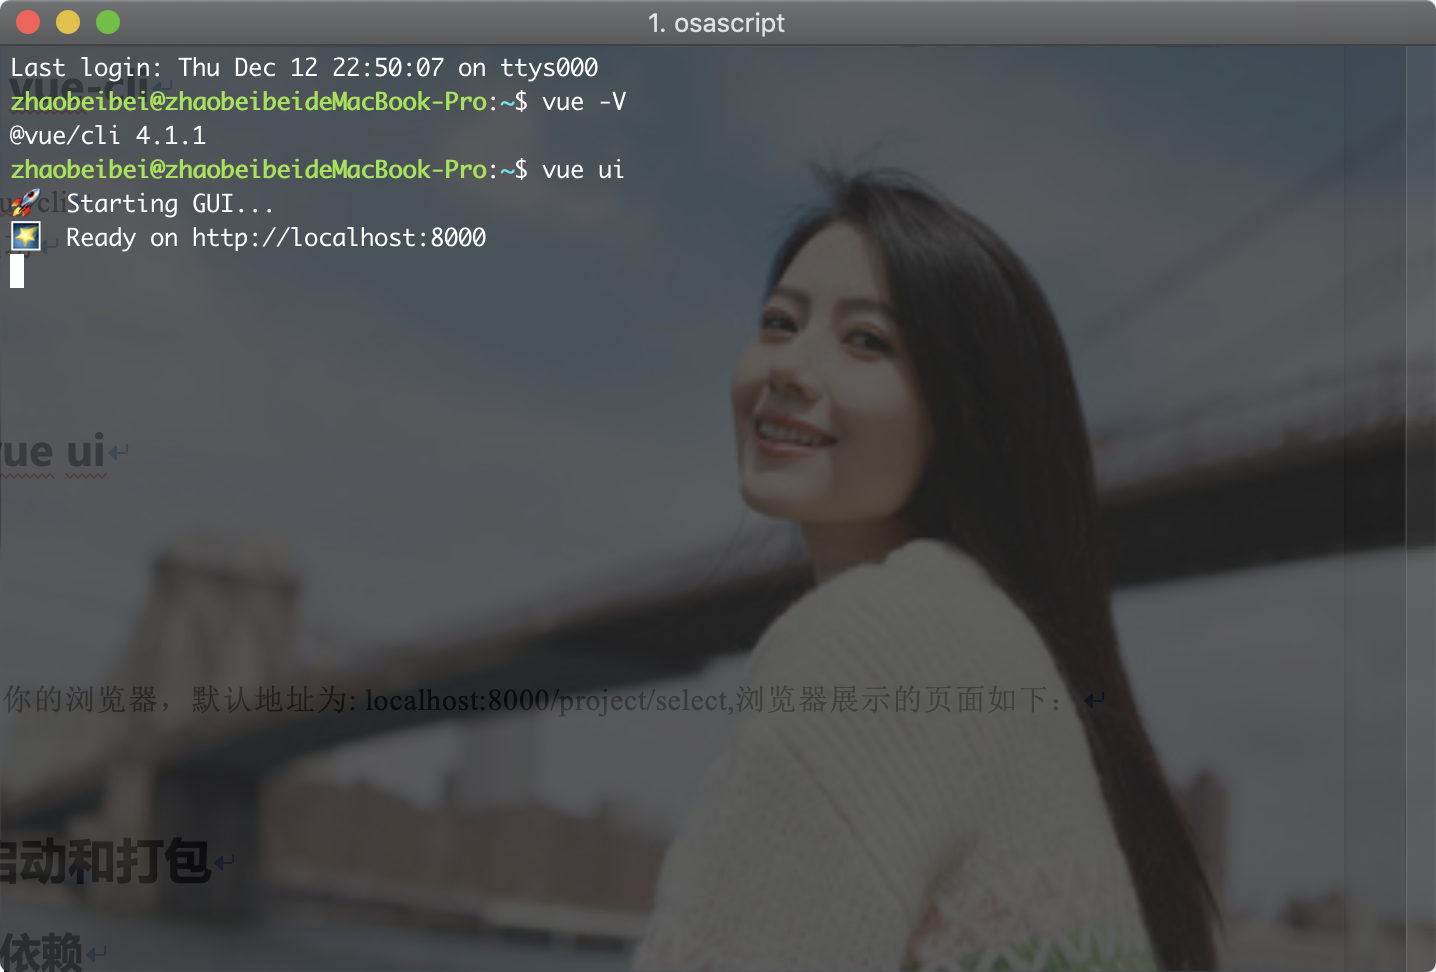 1. osascript
Last login: Thu Dec 12 22:50:07 on ttys000
vue-cli
zhaobeibei@zhaobeibeideMacBook-Pro:~$ vue -V
@vue/cli 4.1.1
zhaobeibei@zhaobeibeideMacBook-Pro:~$ vue ui
🚀 Starting GUI...
🌠 Ready on http://localhost:8000
vue ui
你的浏览器，默认地址为: localhost:8000/project/select,浏览器展示的页面如下：
启动和打包
依赖